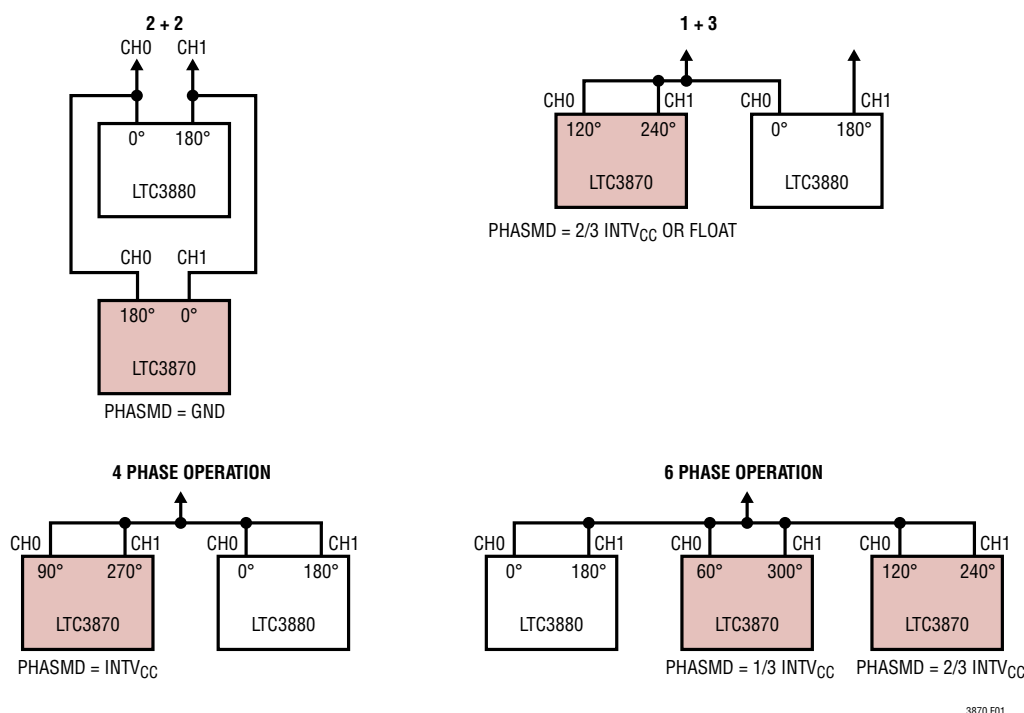 2 + 2
CH0 CH1
0° 180°
LTC3880
CH0 CH1
180° 0°
LTC3870
PHASMD = GND
1 + 3
CH0 CH1 CH0 CH1
120° 240° 0° 180°
LTC3870 LTC3880
PHASMD = 2/3 INTVCC OR FLOAT
4 PHASE OPERATION
CH0 CH1 CH0 CH1
90° 270° 0° 180°
LTC3870 LTC3880
PHASMD = INTVCC
6 PHASE OPERATION
CH0 CH1 CH0 CH1 CH0 CH1
0° 180° 60° 300° 120° 240°
LTC3880 LTC3870 LTC3870
PHASMD = 1/3 INTVCC PHASMD = 2/3 INTVCC
3870 F01